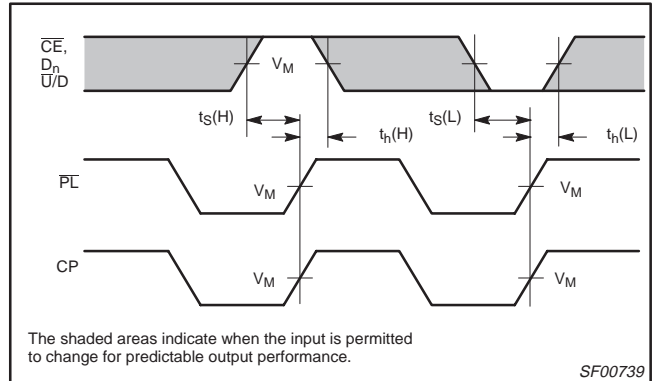 CE,
Dn
U/D
VM
tS(H)
th(H)
tS(L)
th(L)
PL
VM
VM
CP
VM
VM
The shaded areas indicate when the input is permitted
to change for predictable output performance.
SF00739